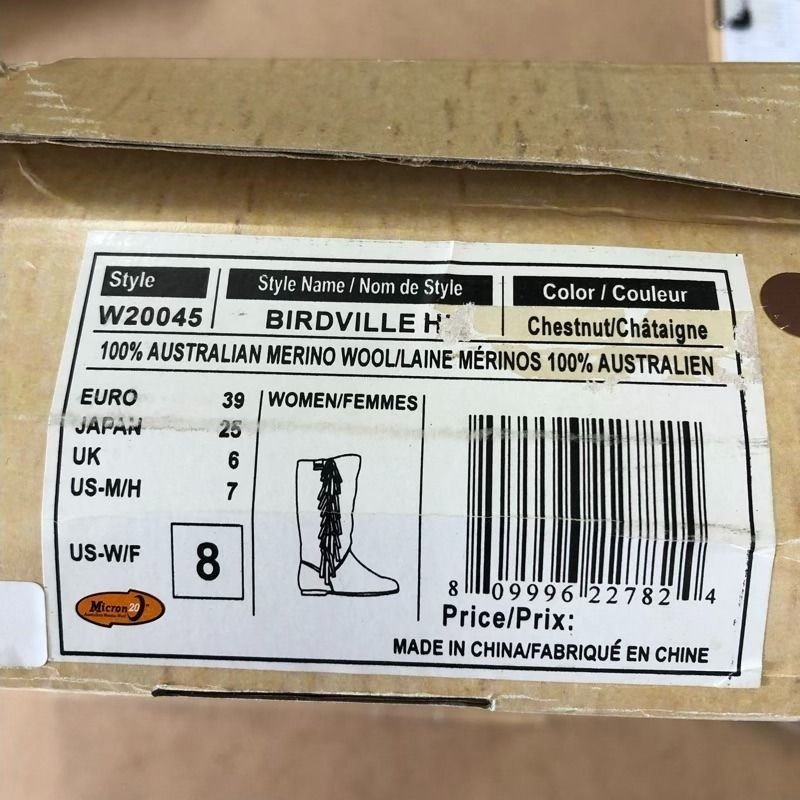 Style
Style Name / Nom de Style
Color / Couleur
W20045
BIRDVILLE
Chestnut/Châtaigne
100% AUSTRALIAN MERINO WOOL/LAINE MÉRINOS 100% AUSTRALIEN
EURO 39
JAPAN 25
UK 6
US-M/H 7
US-W/F 8
WOMEN/FEMMES
Micron 20
8 09996 22782 4
Price/Prix:
MADE IN CHINA/FABRIQUÉ EN CHINE